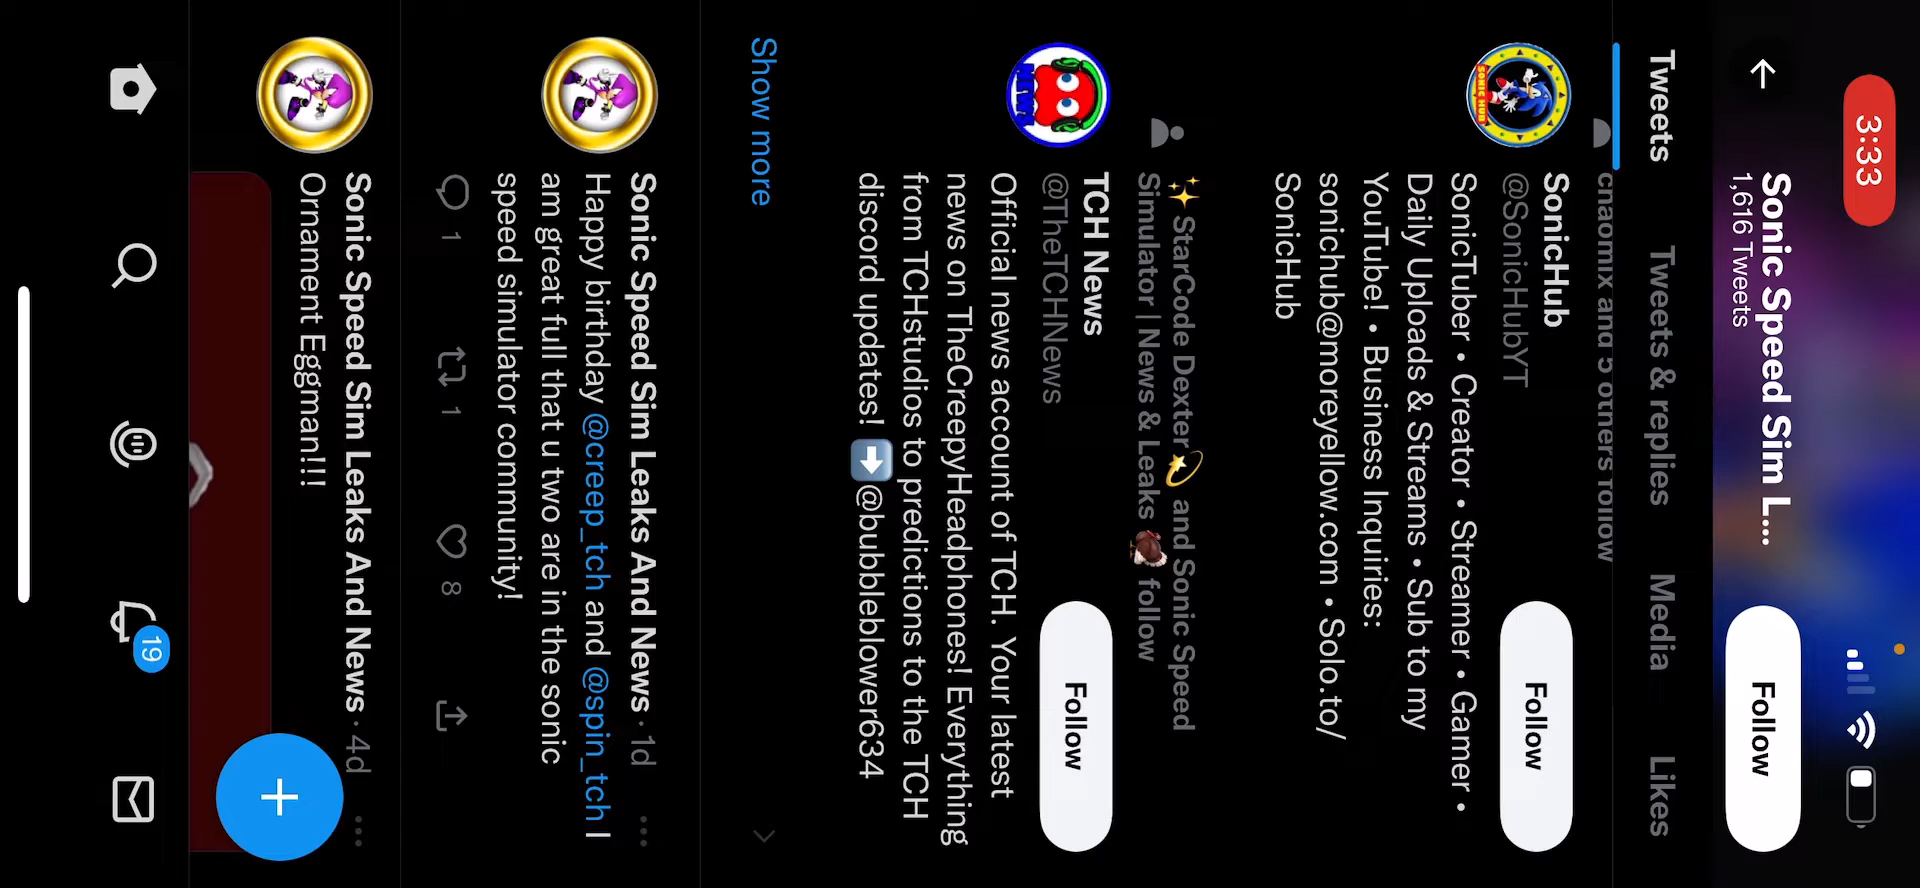 3:33
Sonic Speed Sim L...
1,616 Tweets
Follow
Tweets
Tweets & replies
Media
Likes
cnaomix and 5 others follow
SonicHub
@SonicHubYT
Follow
SonicTuber • Creator • Streamer • Gamer •
Daily Uploads & Streams • Sub to my
YouTube! • Business Inquiries:
sonichub@moreyellow.com • Solo.to/
SonicHub
SONIC HUB
✨ StarCode Dexter💫 and Sonic Speed
Simulator | News & Leaks 🦃 follow
TCH News
@TheTCHNews
Follow
NEWS
Official news account of TCH. Your latest
news on TheCreepyHeadphones! Everything
from TCHstudios to predictions to the TCH
discord updates! ⬇️@bubbleblower634
Show more
Sonic Speed Sim Leaks And News · 1d
Happy birthday @creep_tch and @spin_tch I
am great full that u two are in the sonic
speed simulator community!
1
1
8
Sonic Speed Sim Leaks And News · 4d
Ornament Eggman!!!
19